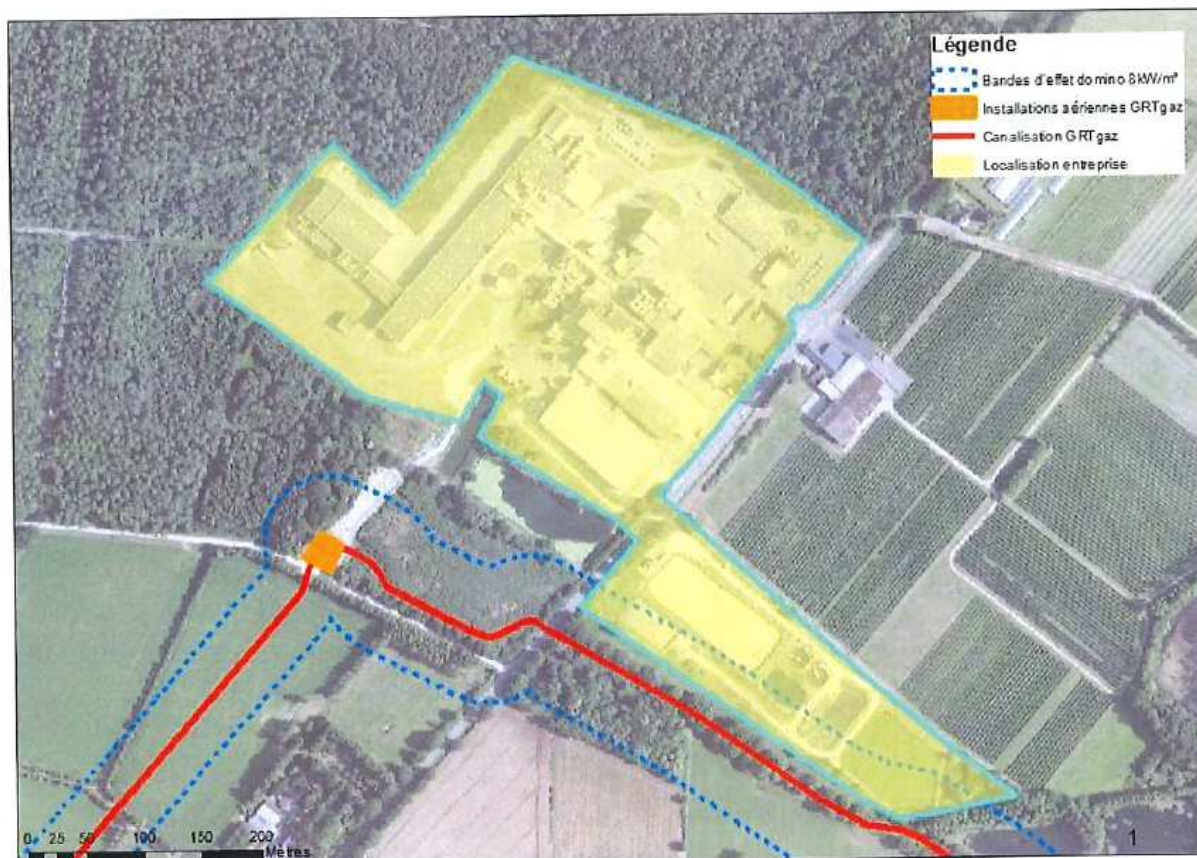 Légende
Bandes d'effet domino 8kW/m²
Installations aériennes GRTgaz
Canalisation GRTgaz
Localisation entreprise
0 25 50 100 150 200
Mètres
1